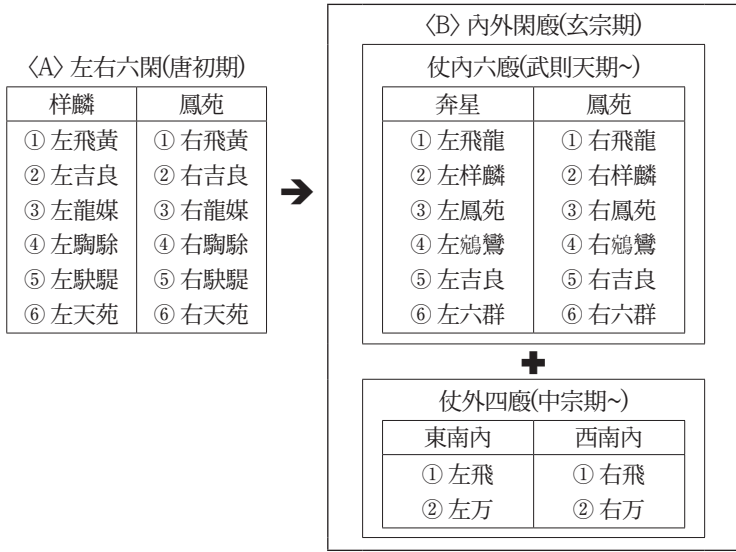 〈A〉 左右六閑(唐初期)
样麟 鳳苑
① 左飛黃 ① 右飛黃
② 左吉良 ② 右吉良
③ 左龍媒 ③ 右龍媒
④ 左騊駼 ④ 右騊駼
⑤ 左駃騠 ⑤ 右駃騠
⑥ 左天苑 ⑥ 右天苑
〈B〉 內外閑廏(玄宗期)
仗內六廏(武則天期~)
奔星 鳳苑
① 左飛龍 ① 右飛龍
② 左样麟 ② 右样麟
③ 左鳳苑 ③ 右鳳苑
④ 左鵷鸞 ④ 右鵷鸞
⑤ 左吉良 ⑤ 右吉良
⑥ 左六群 ⑥ 右六群
仗外四廏(中宗期~)
東南內 西南內
① 左飛 ① 右飛
② 左万 ② 右万